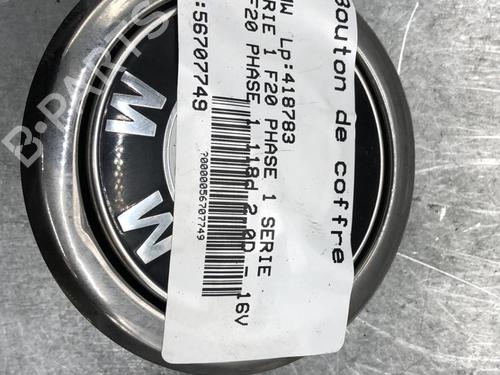 Bouton de coffre
MW Lp:418783
RIE 1 F20 PHASE 1 SERIE
F20 PHASE 1 118d 2.0D - 16V
:56707749
?0000056707749
M W
B-PARTS